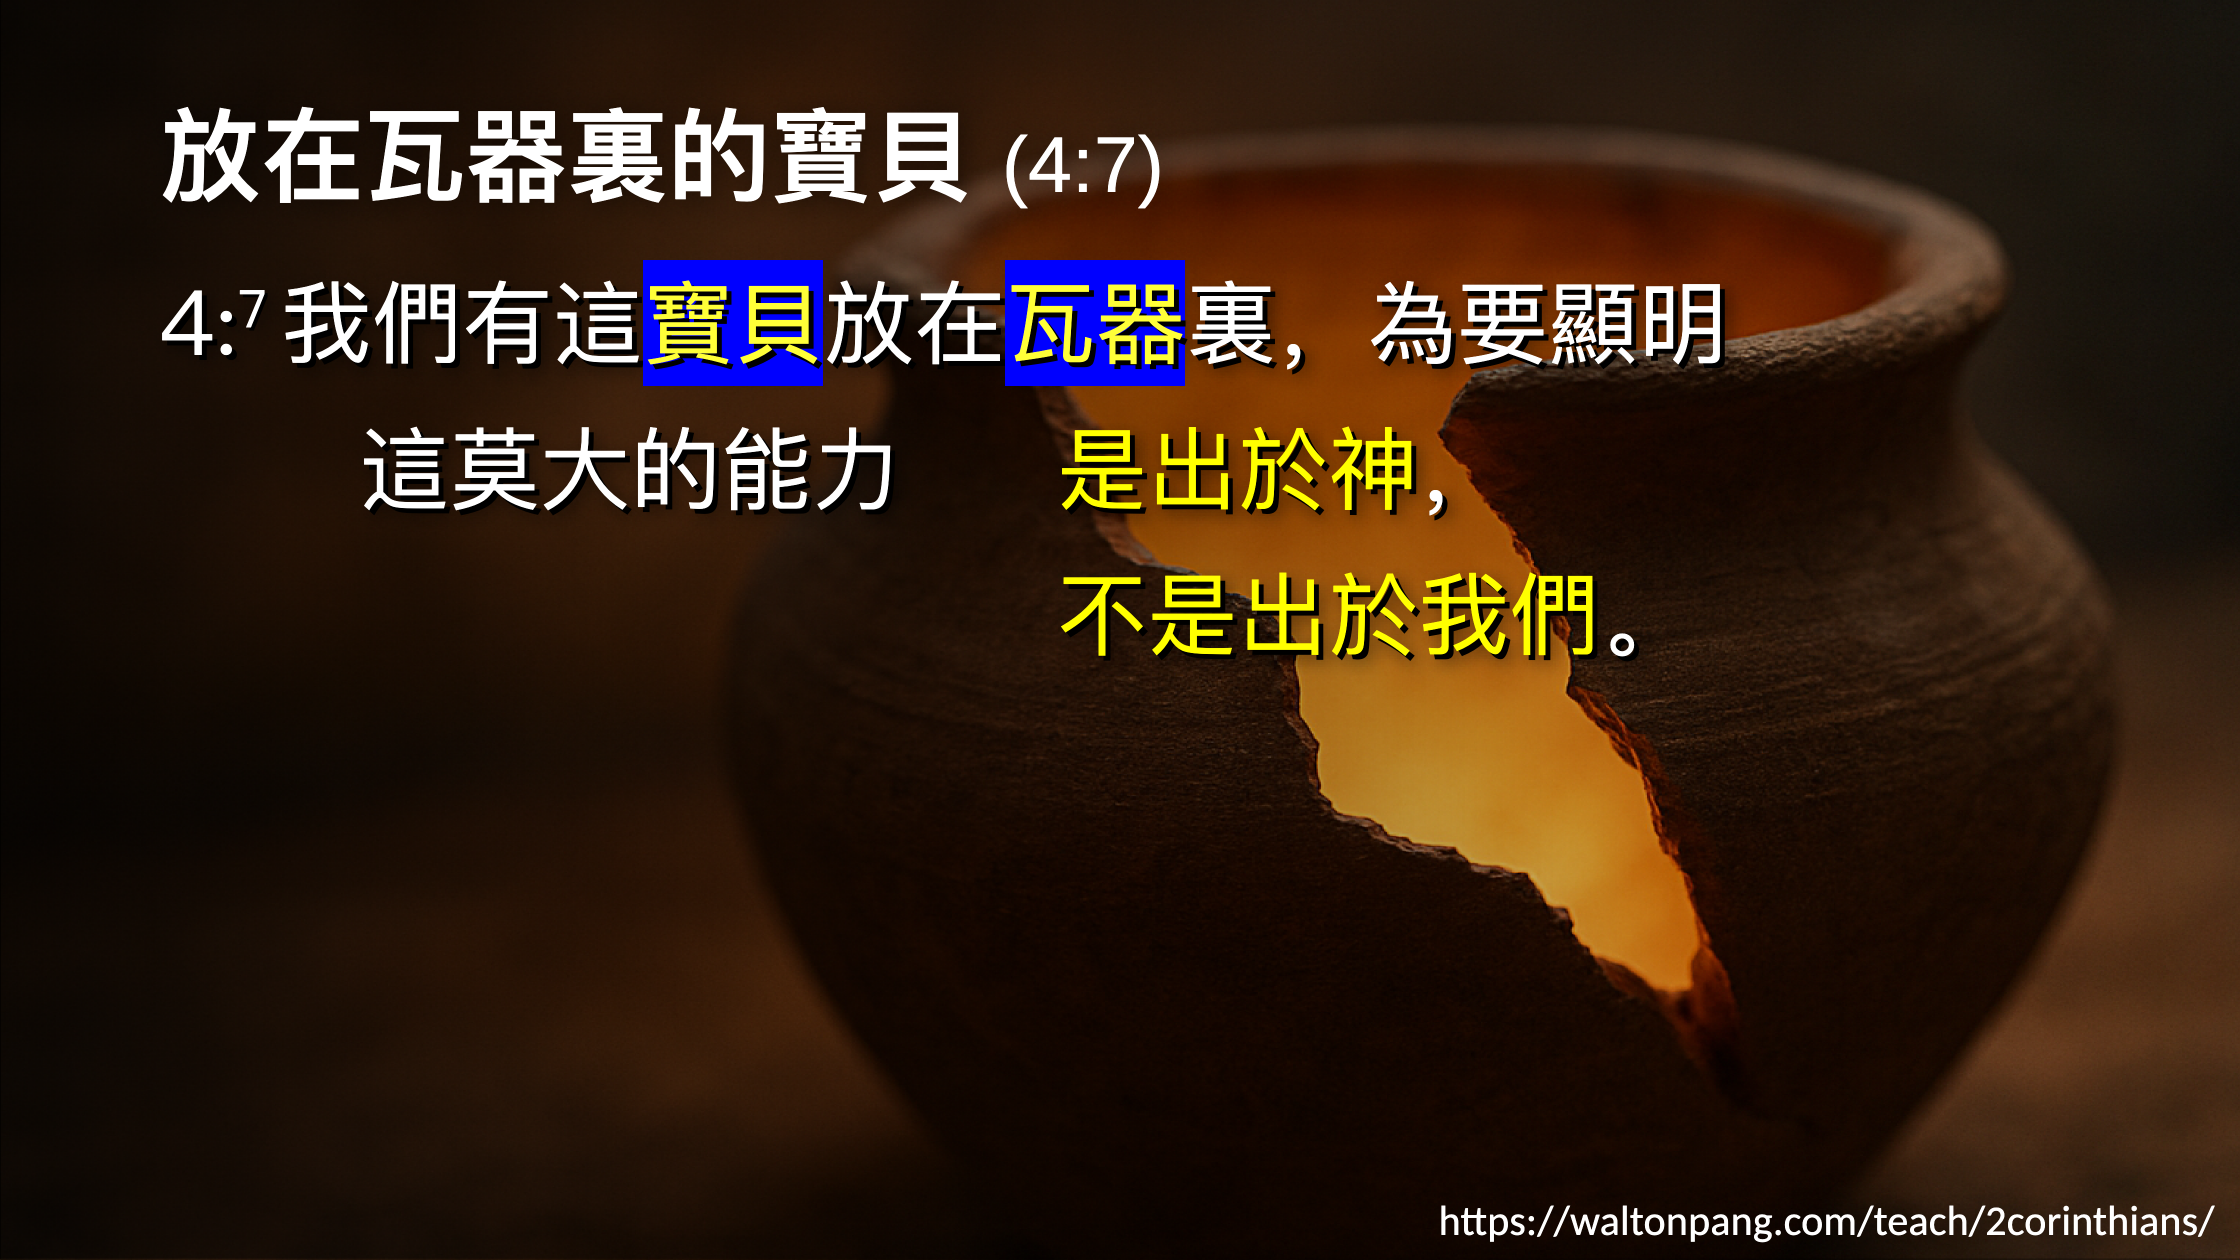 放在瓦器裏的寶貝 (4:7)
4:7 我們有這寶貝放在瓦器裏，為要顯明
這莫大的能力 是出於神，
不是出於我們。
https://waltonpang.com/teach/2corinthians/